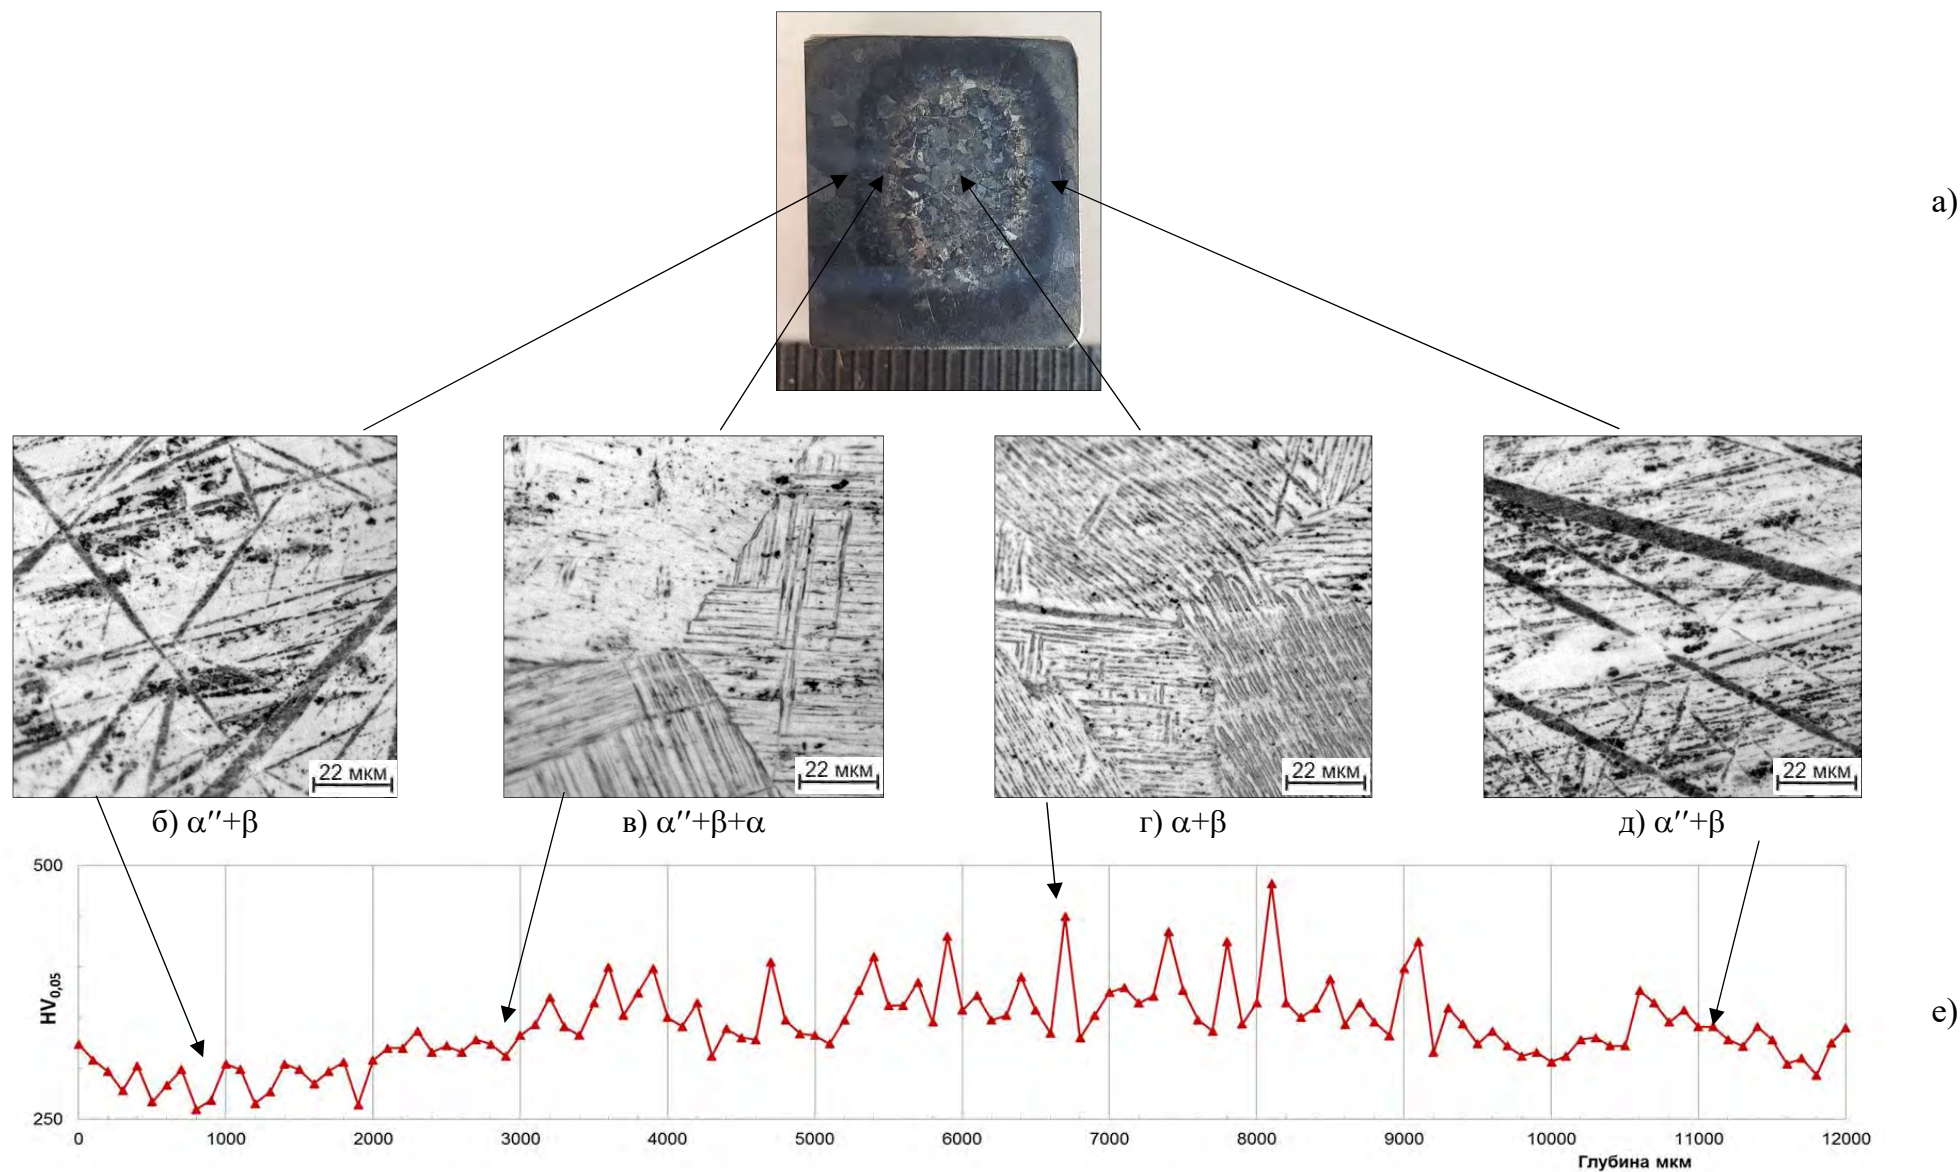 а)
22 мкм
22 мкм
22 мкм
22 мкм
б) α′′+β
в) α′′+β+α
г) α+β
д) α′′+β
500
HV0,05
250
е)
0 1000 2000 3000 4000 5000 6000 7000 8000 9000 10000 11000 12000
Глубина мкм